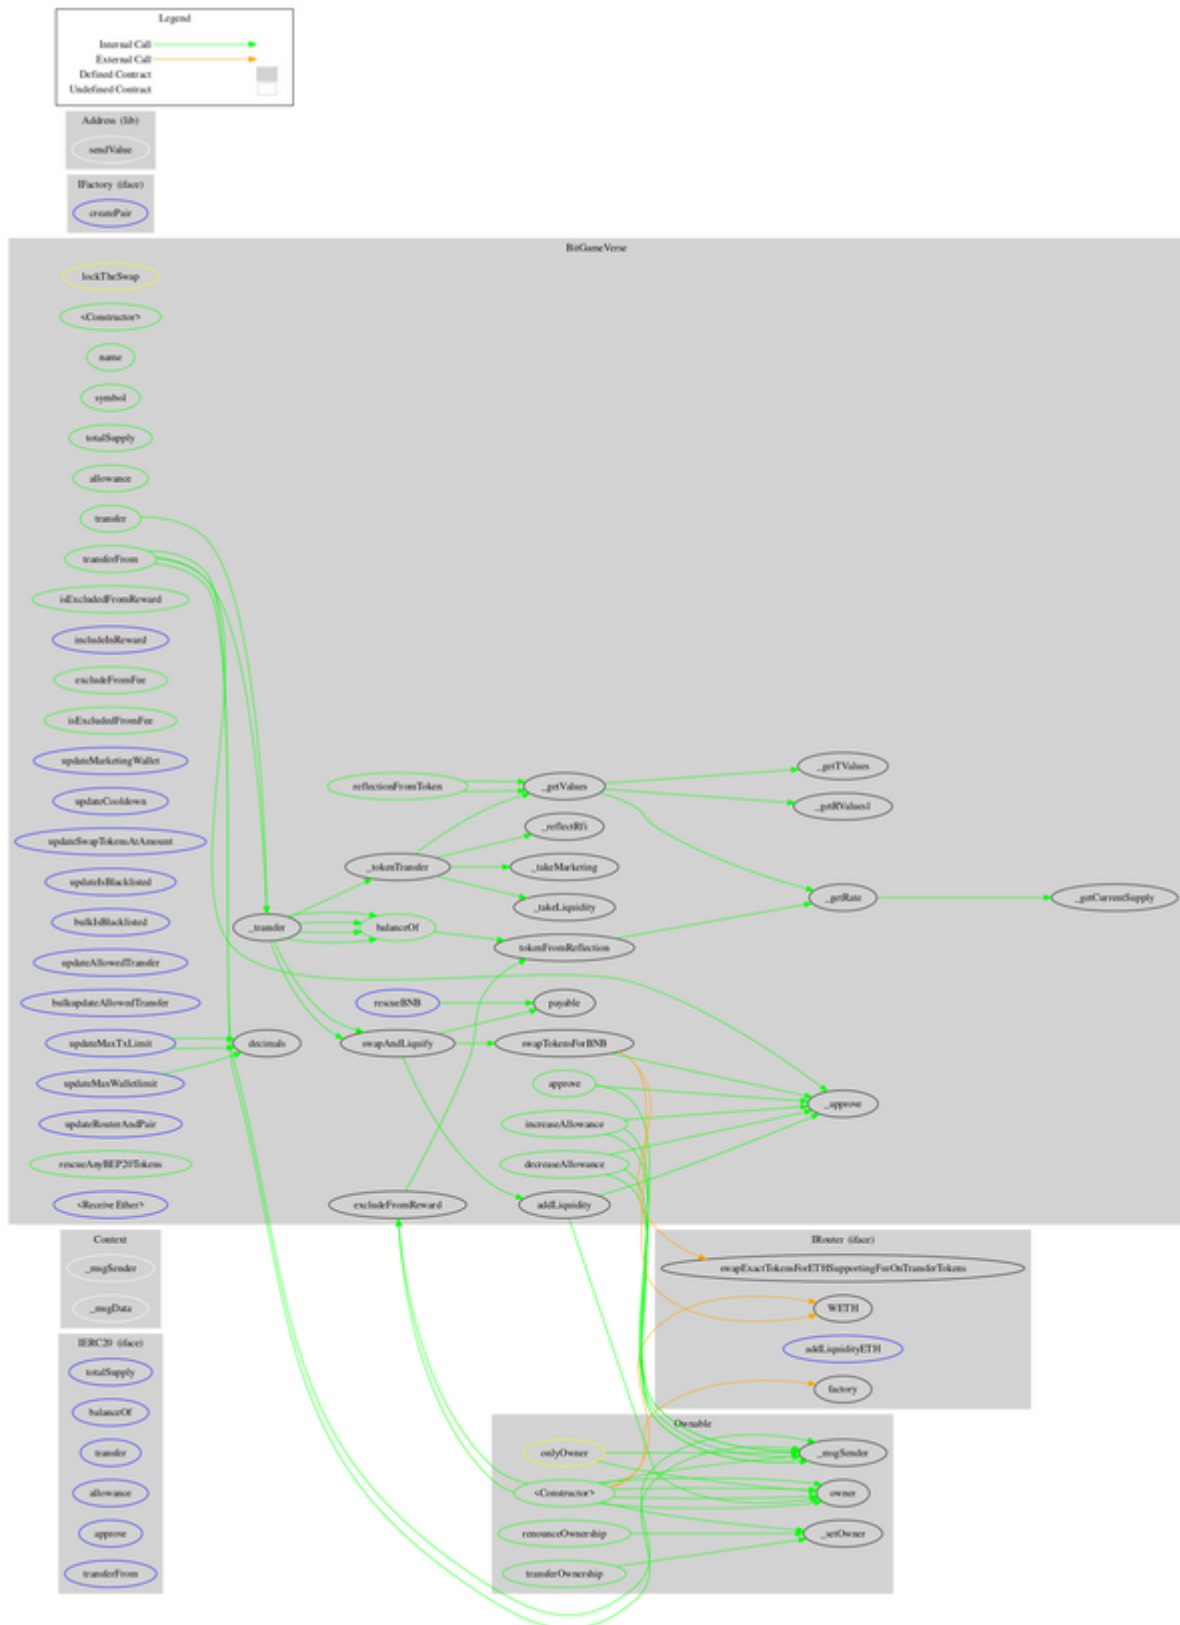 Legend
Internal Call
External Call
Defined Contract
Undefined Contract
Address (lib)
sendValue
IFactory (iface)
createPair
BitGameVerse
lockTheSwap
<Constructor>
name
symbol
totalSupply
allowance
transfer
transferFrom
isExcludedFromReward
includeInReward
excludeFromFee
isExcludedFromFee
updateMarketingWallet
updateCooldown
updateSwapTokensAtAmount
updateIsBlacklisted
bulkIsBlacklisted
updateAllowedTransfer
bulkupdateAllowedTransfer
updateMaxTxLimit
updateMaxWalletlimit
updateRouterAndPair
rescueAnyBEP20Tokens
<Receive Ether>
_transfer
decimals
reflectionFromToken
_tokenTransfer
balanceOf
rescueBNB
swapAndLiquify
excludeFromReward
_getValues
_reflectRfi
_takeMarketing
_takeLiquidity
tokenFromReflection
payable
swapTokensForBNB
approve
increaseAllowance
decreaseAllowance
addLiquidity
_getTValues
_getRValues1
_getRate
_approve
_getCurrentSupply
Context
_msgSender
_msgData
IERC20 (iface)
totalSupply
balanceOf
transfer
allowance
approve
transferFrom
IRouter (iface)
swapExactTokensForETHSupportingFeeOnTransferTokens
WETH
addLiquidityETH
factory
Ownable
onlyOwner
<Constructor>
renounceOwnership
transferOwnership
_msgSender
owner
_setOwner